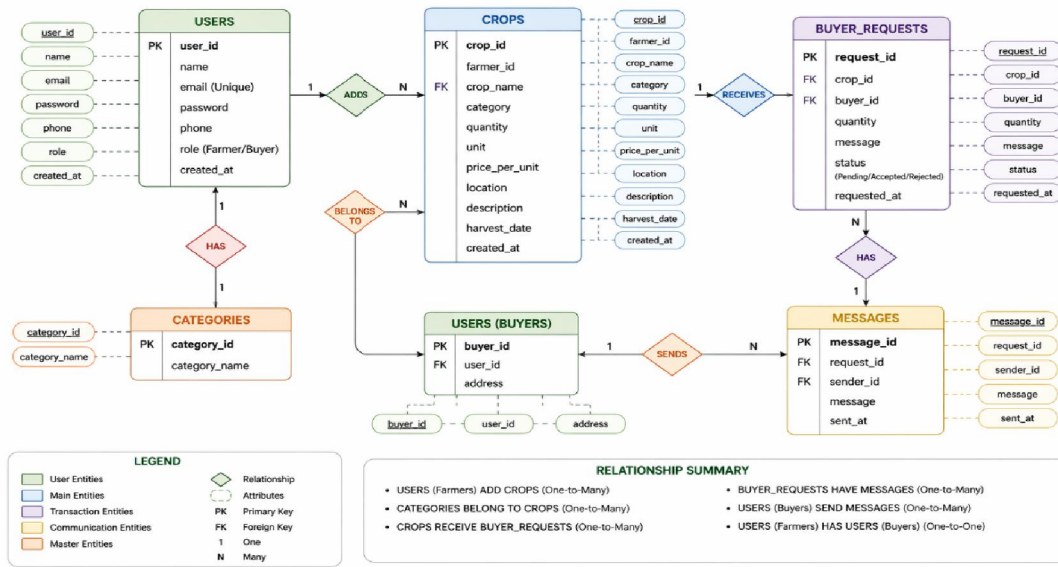 USERS
user_id
name
email
password
phone
role
created_at
PK user_id
name
email (Unique)
password
phone
role (Farmer/Buyer)
created_at
1 ADDS N
CROPS
PK crop_id
farmer_id
FK crop_name
category
quantity
unit
price_per_unit
location
description
harvest_date
created_at
crop_id
farmer_id
crop_name
category
quantity
unit
price_per_unit
location
description
harvest_date
created_at
1 RECEIVES
BUYER_REQUESTS
PK request_id
FK crop_id
FK buyer_id
quantity
message
status
(Pending/Accepted/Rejected)
requested_at
request_id
crop_id
buyer_id
quantity
message
status
requested_at
BELONGS
TO
N
1
HAS
1
N
HAS
1
CATEGORIES
category_id
category_name
PK category_id
category_name
USERS (BUYERS)
PK buyer_id
FK user_id
address
buyer_id
user_id
address
1 SENDS N
MESSAGES
PK message_id
FK request_id
FK sender_id
message
sent_at
message_id
request_id
sender_id
message
sent_at
LEGEND
User Entities
Main Entities
Transaction Entities
Communication Entities
Master Entities
Relationship
Attributes
PK Primary Key
FK Foreign Key
1 One
N Many
RELATIONSHIP SUMMARY
• USERS (Farmers) ADD CROPS (One-to-Many)
• CATEGORIES BELONG TO CROPS (One-to-Many)
• CROPS RECEIVE BUYER_REQUESTS (One-to-Many)
• BUYER_REQUESTS HAVE MESSAGES (One-to-Many)
• USERS (Buyers) SEND MESSAGES (One-to-Many)
• USERS (Farmers) HAS USERS (Buyers) (One-to-One)